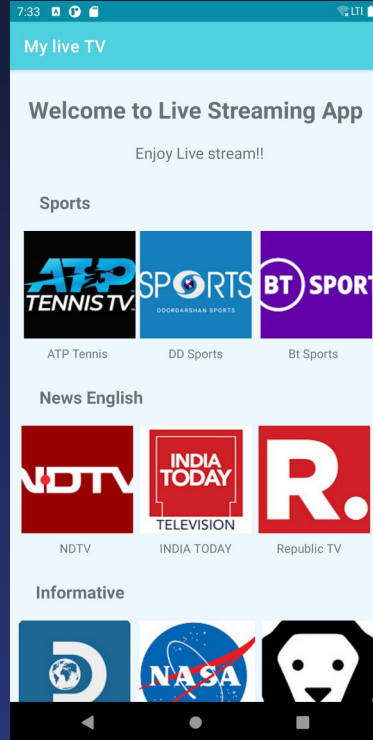 7:33
LTE
My live TV
Welcome to Live Streaming App
Enjoy Live stream!!
Sports
ATP
TENNIS TV
SPORTS
DOORDARSHAN SPORTS
BT SPORT
ATP Tennis
DD Sports
Bt Sports
News English
NDTV
INDIA
TODAY
TELEVISION
R.
NDTV
INDIA TODAY
Republic TV
Informative
D
NASA